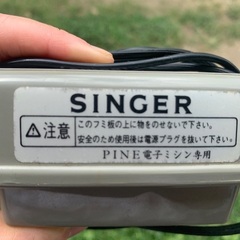 SINGER
⚠注意
このフミ板の上に物をのせないで下さい。
安全のため使用後は電源プラグを抜いて下さい。
PINE電子ミシン専用